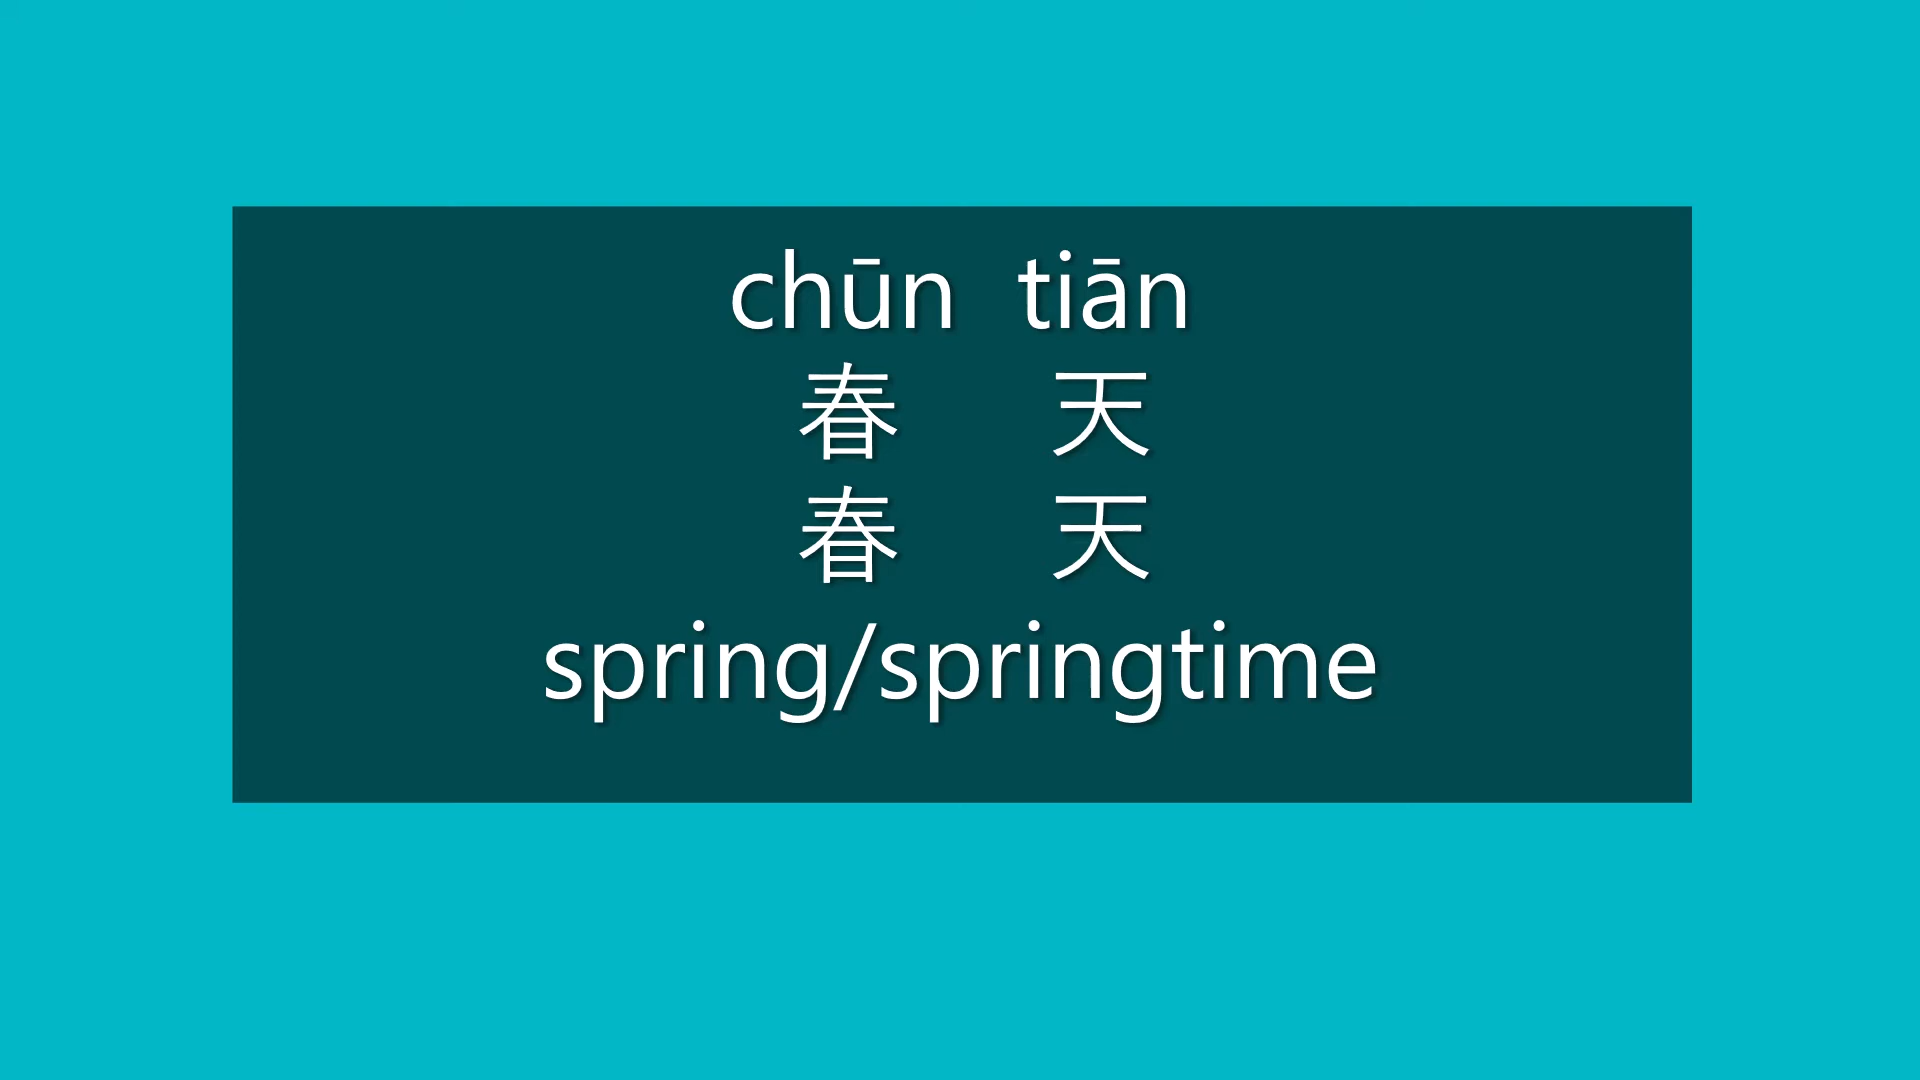 chūn tiān
春 天
春 天
spring/springtime